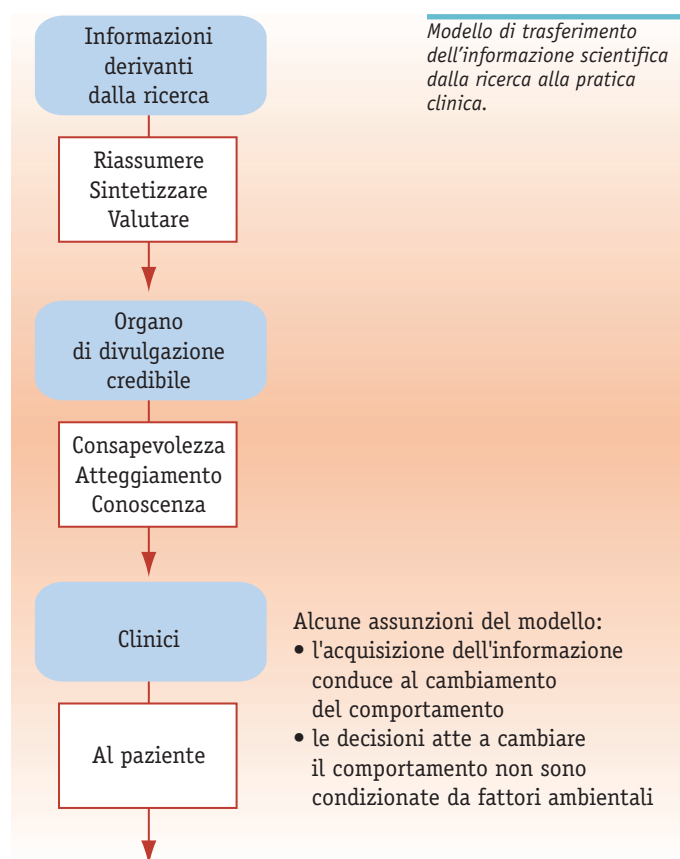 Informazioni
derivanti
dalla ricerca
Modello di trasferimento
dell'informazione scientifica
dalla ricerca alla pratica
clinica.
Riassumere
Sintetizzare
Valutare
Organo
di divulgazione
credibile
Consapevolezza
Atteggiamento
Conoscenza
Clinici
Alcune assunzioni del modello:
• l'acquisizione dell'informazione
conduce al cambiamento
del comportamento
• le decisioni atte a cambiare
il comportamento non sono
condizionate da fattori ambientali
Al paziente